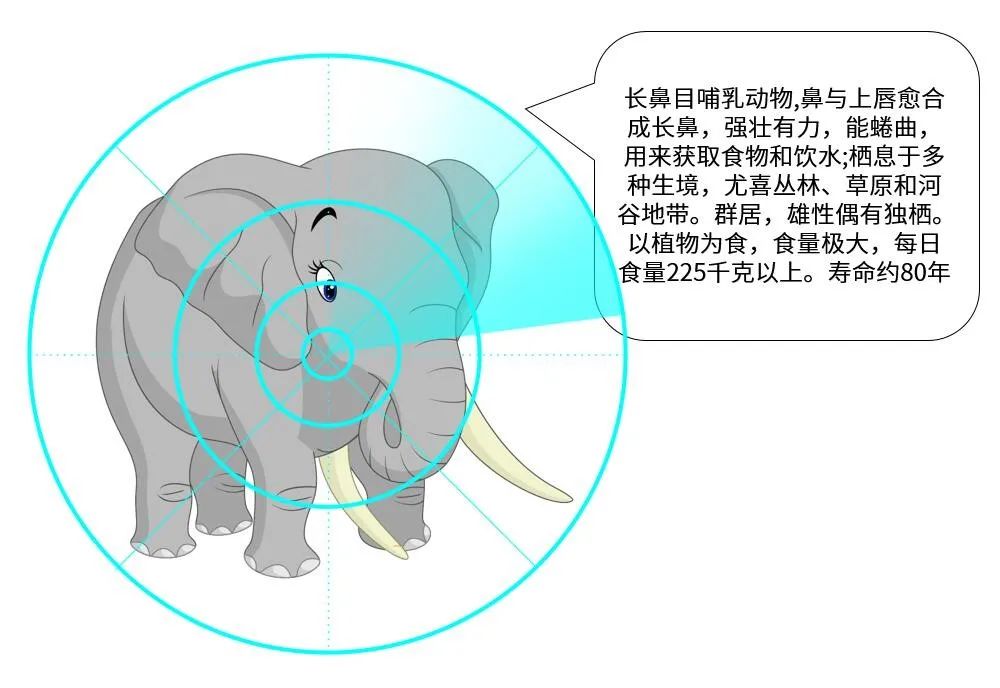 长鼻目哺乳动物,鼻与上唇愈合
成长鼻，强壮有力，能蜷曲，
用来获取食物和饮水;栖息于多
种生境，尤喜丛林、草原和河
谷地带。群居，雄性偶有独栖。
以植物为食，食量极大，每日
食量225千克以上。寿命约80年